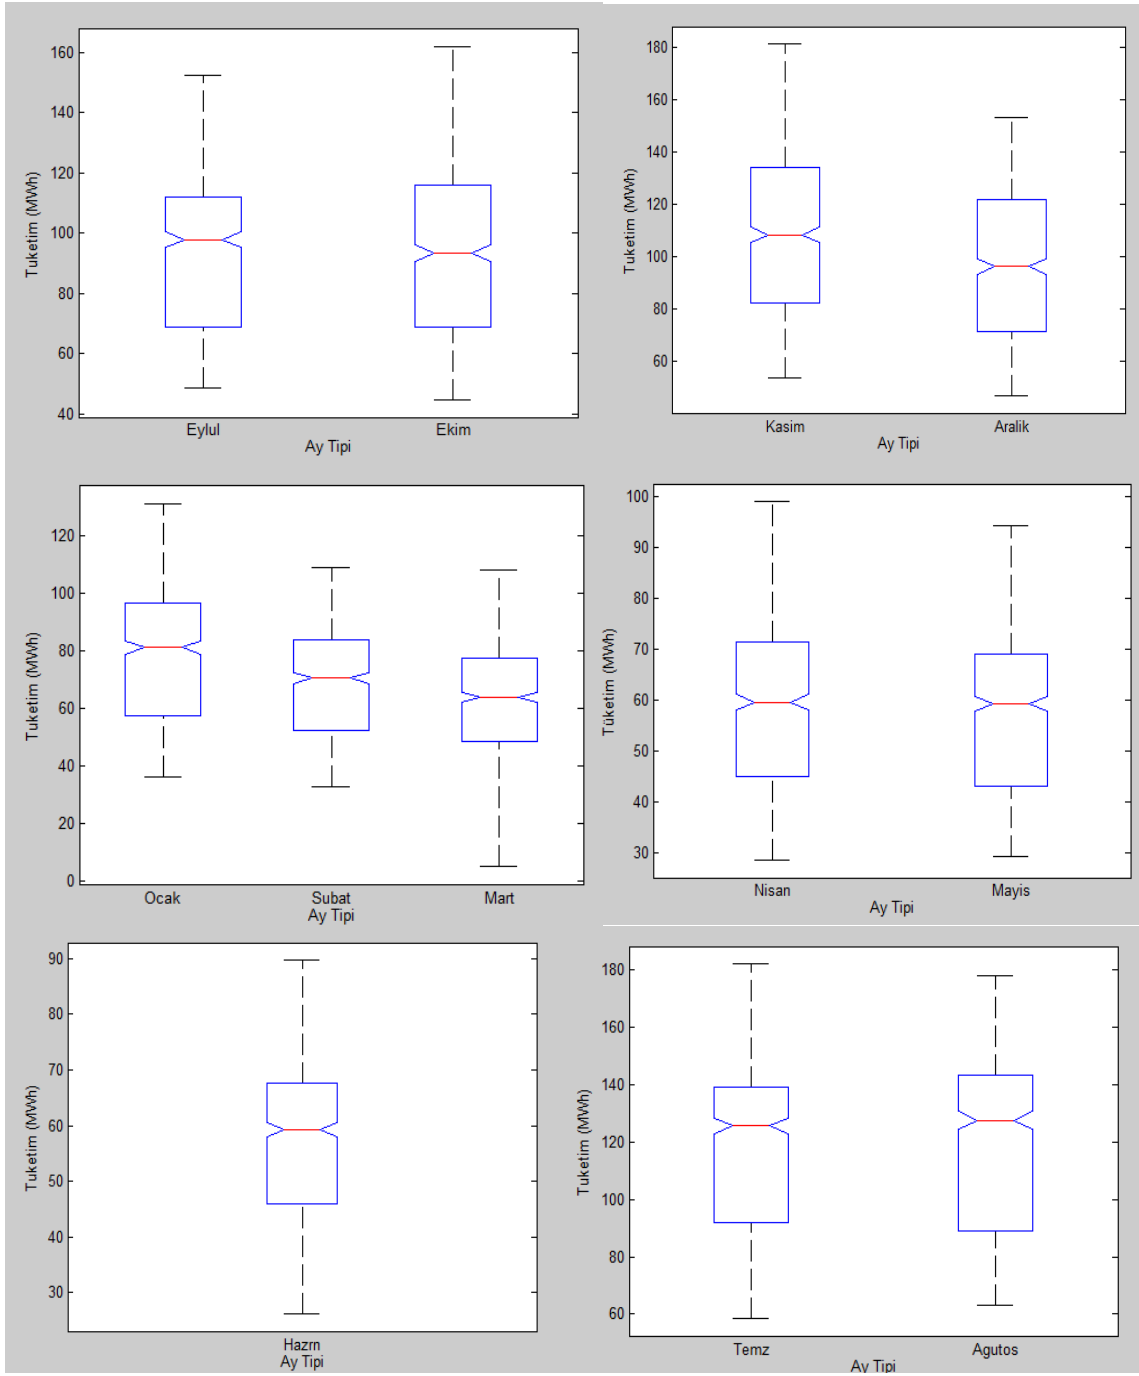 160
140
120
100
80
60
40
Tuketim (MWh)
Eylul Ekim
Ay Tipi
180
160
140
120
100
80
60
Tuketim (MWh)
Kasim Aralik
Ay Tipi
120
100
80
60
40
20
0
Tuketim (MWh)
Ocak Subat Mart
Ay Tipi
100
90
80
70
60
50
40
30
Tüketim (MWh)
Nisan Mayis
Ay Tipi
90
80
70
60
50
40
30
Tuketim (MWh)
Hazrn
Ay Tipi
180
160
140
120
100
80
60
Tuketim (MWh)
Temz Agutos
Ay Tipi